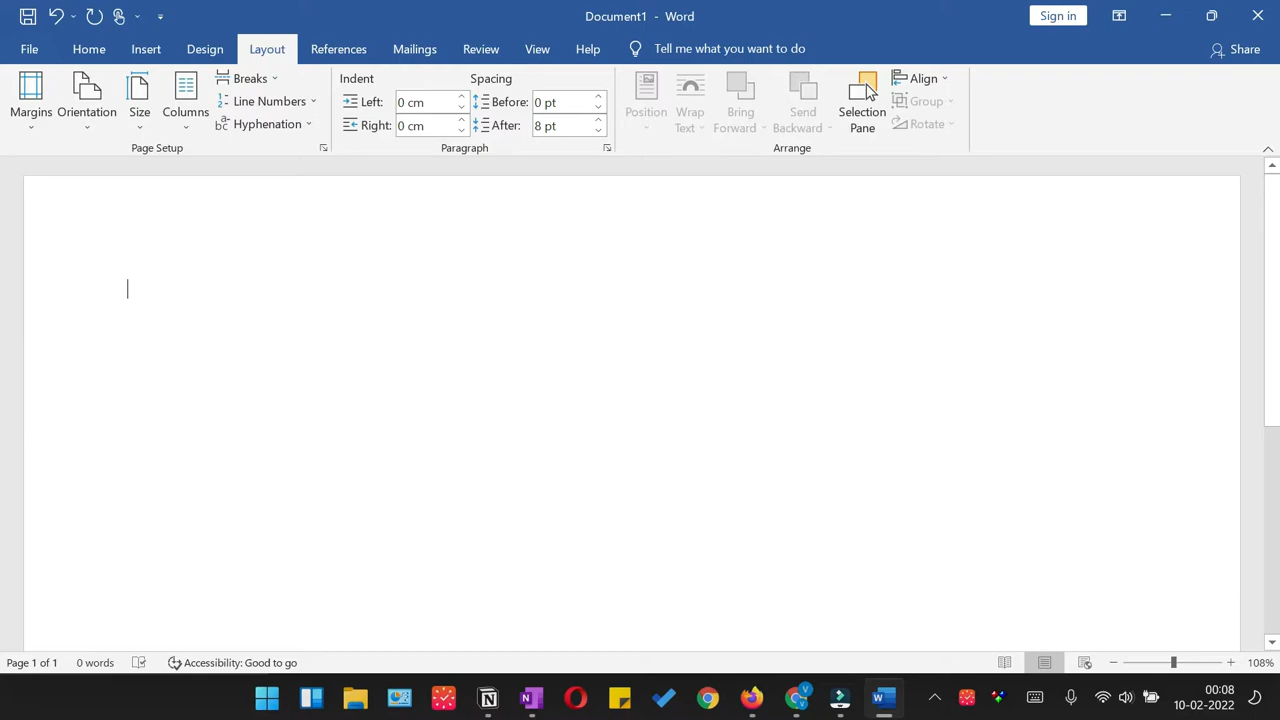 Document1 - Word
Sign in
File Home Insert Design Layout References Mailings Review View Help Tell me what you want to do Share
Margins
Orientation
Size
Columns
Breaks
Line Numbers
Hyphenation
Page Setup
Indent
Left: 0 cm
Right: 0 cm
Spacing
Before: 0 pt
After: 8 pt
Paragraph
Position
Wrap
Text
Bring
Forward
Send
Backward
Selection
Pane
Align
Group
Rotate
Arrange
Page 1 of 1 0 words Accessibility: Good to go 108%
00:08
10-02-2022